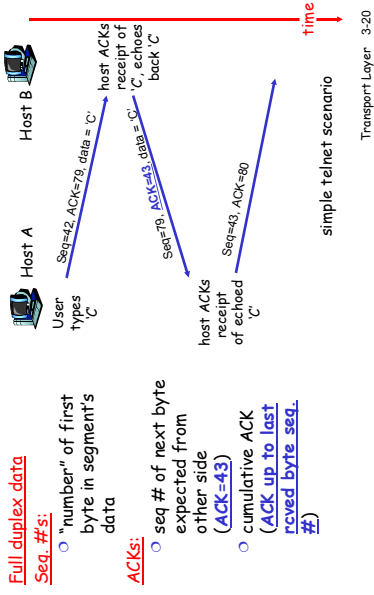 Full duplex data
Seq. #'s:
"number" of first
byte in segment's
data
ACKs:
seq # of next byte
expected from
other side
(ACK=43)
cumulative ACK
(ACK up to last
rcved byte seq.
#)
Host A
Host B
User
types
'C'
Seq=42, ACK=79, data = 'C'
host ACKs
receipt of
'C', echoes
back 'C'
Seq=79, ACK=43, data = 'C'
host ACKs
receipt
of echoed
'C'
Seq=43, ACK=80
time
simple telnet scenario
Transport Layer 3-20